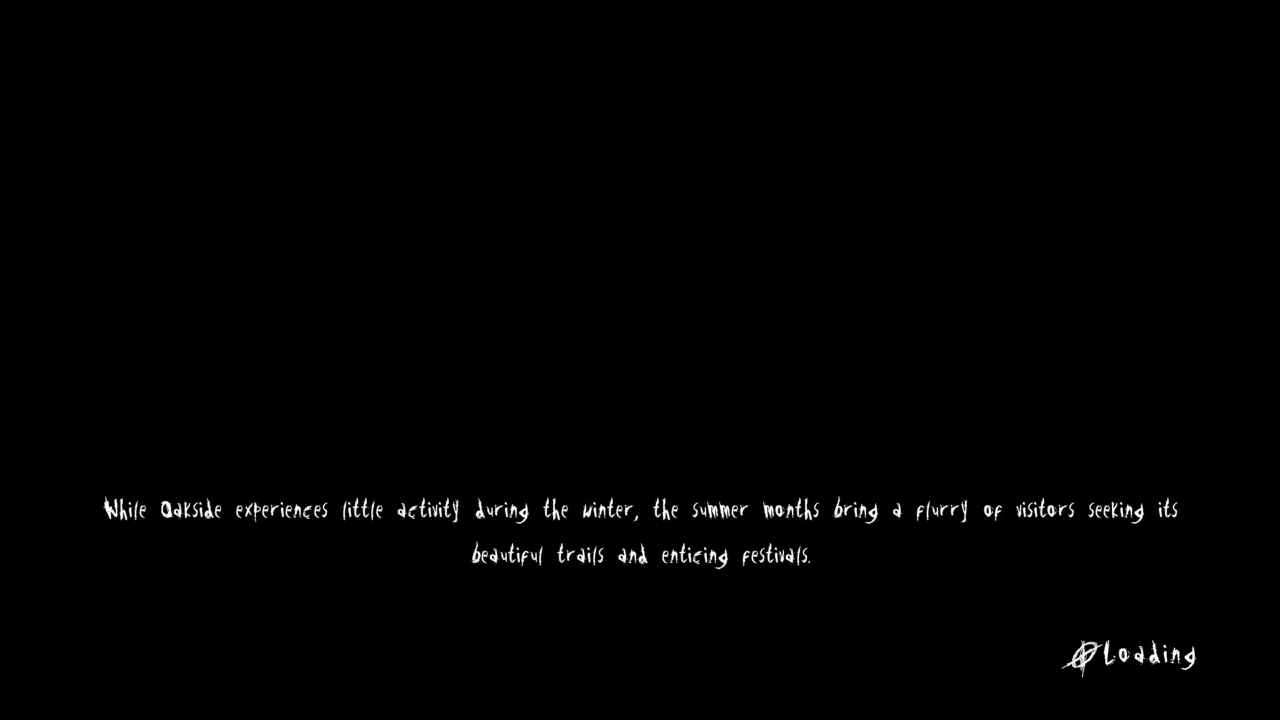 While Oakside experiences little activity during the winter, the summer months bring a flurry of visitors seeking its
beautiful trails and enticing festivals.
Loading